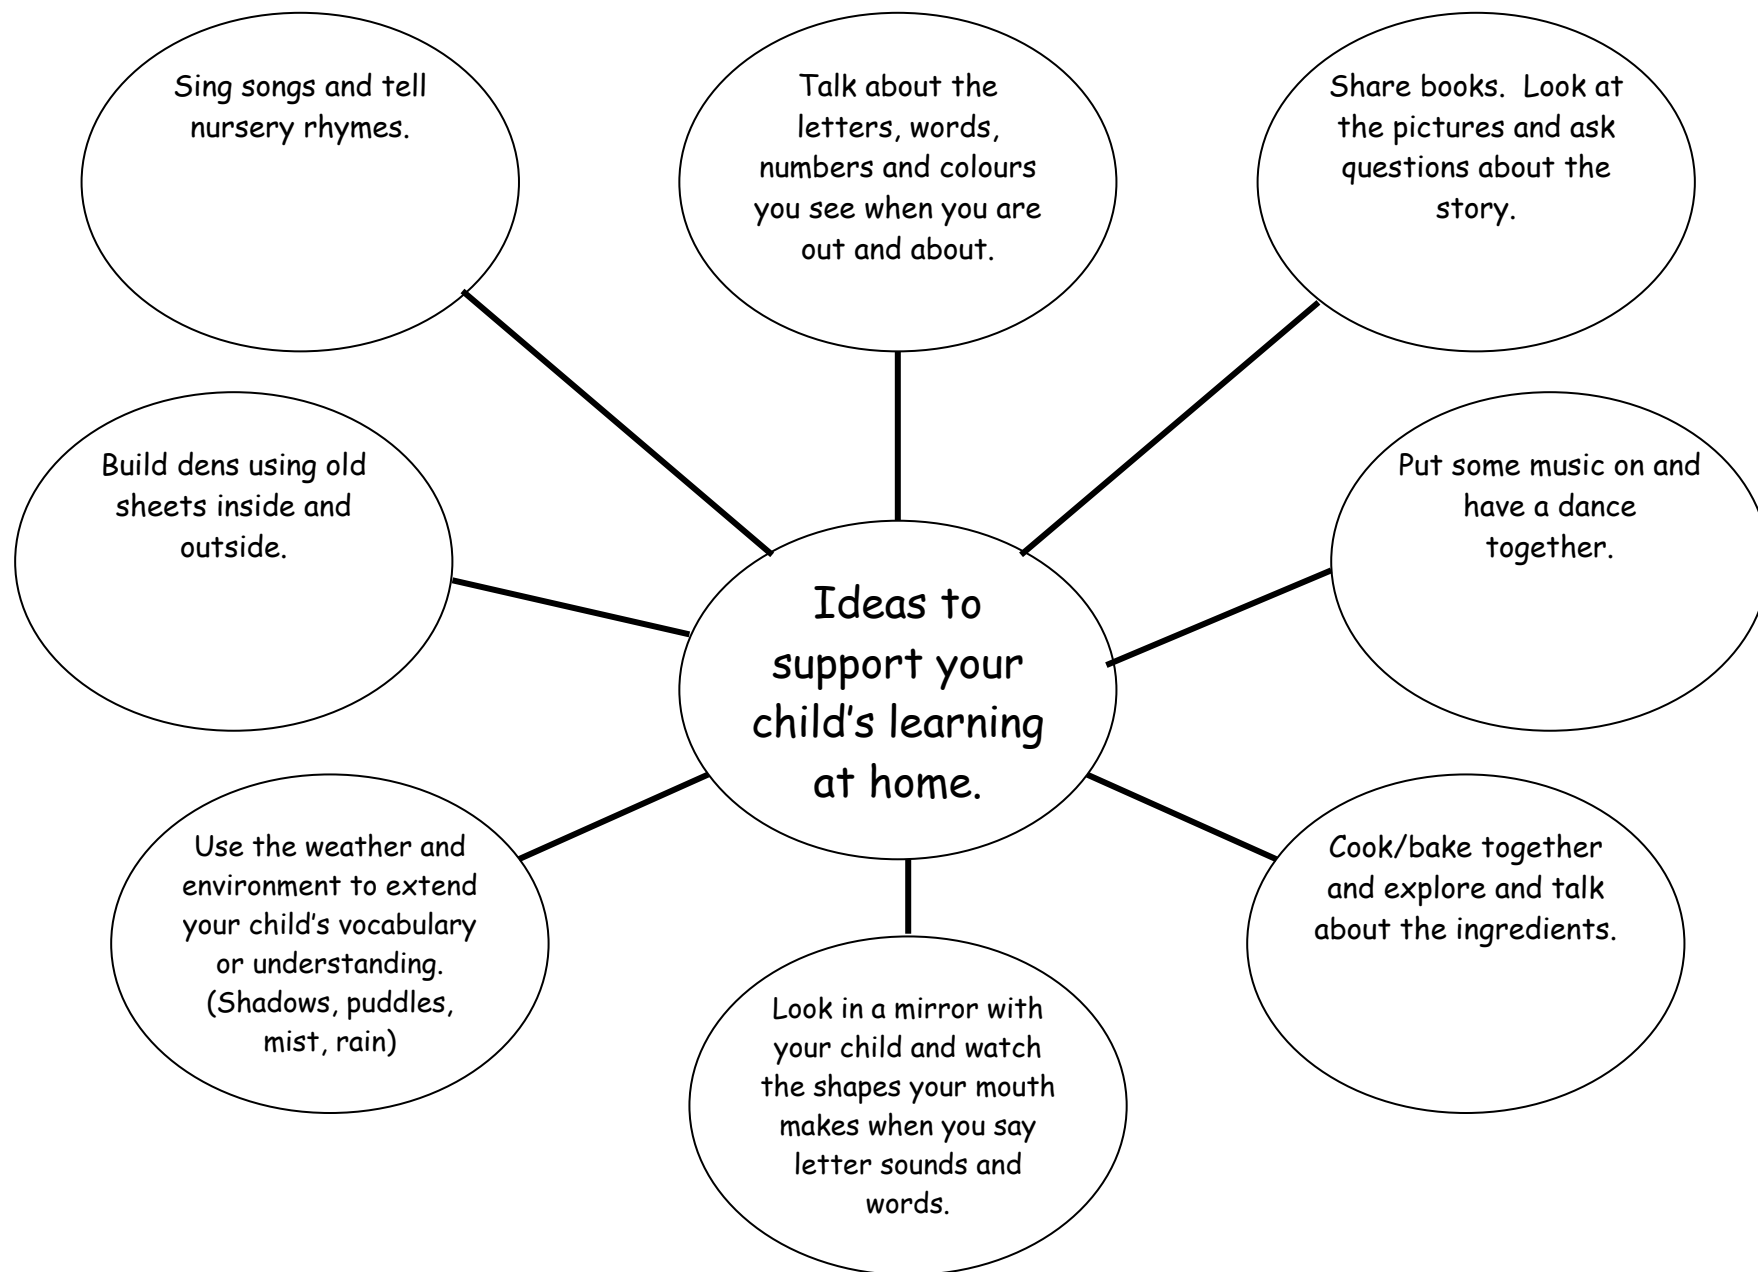 Sing songs and tell
nursery rhymes.
Talk about the
letters, words,
numbers and colours
you see when you are
out and about.
Share books.  Look at
the pictures and ask
questions about the
story.
Build dens using old
sheets inside and
outside.
Put some music on and
have a dance
together.
Ideas to
support your
child’s learning
at home.
Use the weather and
environment to extend
your child’s vocabulary
or understanding.
(Shadows, puddles,
mist, rain)
Look in a mirror with
your child and watch
the shapes your mouth
makes when you say
letter sounds and
words.
Cook/bake together
and explore and talk
about the ingredients.